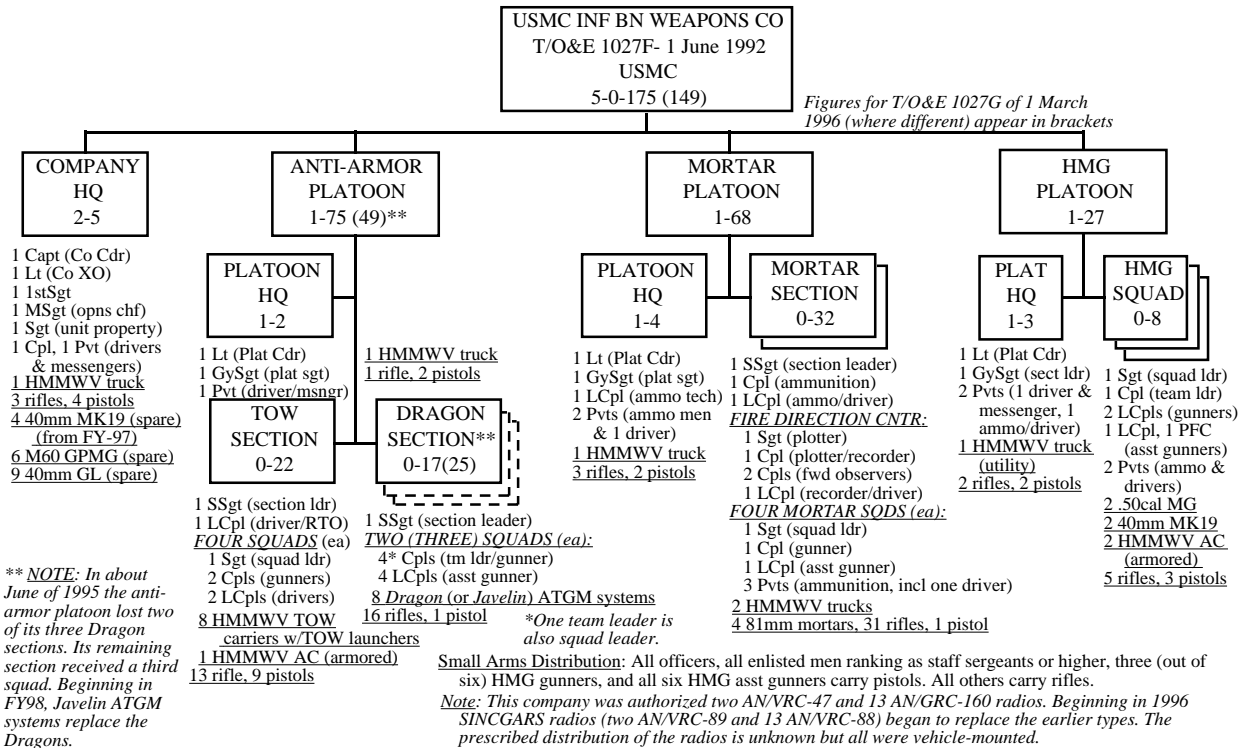 USMC INF BN WEAPONS CO
T/O&E 1027F- 1 June 1992
USMC
5-0-175 (149)
Figures for T/O&E 1027G of 1 March
1996 (where different) appear in brackets
COMPANY
HQ
2-5
1 Capt (Co Cdr)
1 Lt (Co XO)
1 1stSgt
1 MSgt (opns chf)
1 Sgt (unit property)
1 Cpl, 1 Pvt (drivers
& messengers)
1 HMMWV truck
3 rifles, 4 pistols
4 40mm MK19 (spare)
(from FY-97)
6 M60 GPMG (spare)
9 40mm GL (spare)
ANTI-ARMOR
PLATOON
1-75 (49)**
PLATOON
HQ
1-2
1 Lt (Plat Cdr)
1 GySgt (plat sgt)
1 Pvt (driver/msngr)
1 HMMWV truck
1 rifle, 2 pistols
TOW
SECTION
0-22
1 SSgt (section ldr)
1 LCpl (driver/RTO)
FOUR SQUADS (ea)
1 Sgt (squad ldr)
2 Cpls (gunners)
2 LCpls (drivers)
8 HMMWV TOW
carriers w/TOW launchers
1 HMMWV AC (armored)
13 rifle, 9 pistols
DRAGON
SECTION**
0-17(25)
1 SSgt (section leader)
TWO (THREE) SQUADS (ea):
4* Cpls (tm ldr/gunner)
4 LCpls (asst gunner)
8 Dragon (or Javelin) ATGM systems
16 rifles, 1 pistol
*One team leader is
also squad leader.
MORTAR
PLATOON
1-68
PLATOON
HQ
1-4
1 Lt (Plat Cdr)
1 GySgt (plat sgt)
1 LCpl (ammo tech)
2 Pvts (ammo men
& 1 driver)
1 HMMWV truck
3 rifles, 2 pistols
MORTAR
SECTION
0-32
1 SSgt (section leader)
1 Cpl (ammunition)
1 LCpl (ammo/driver)
FIRE DIRECTION CNTR:
1 Sgt (plotter)
1 Cpl (plotter/recorder)
2 Cpls (fwd observers)
1 LCpl (recorder/driver)
FOUR MORTAR SQDS (ea):
1 Sgt (squad ldr)
1 Cpl (gunner)
1 LCpl (asst gunner)
3 Pvts (ammunition, incl one driver)
2 HMMWV trucks
4 81mm mortars, 31 rifles, 1 pistol
HMG
PLATOON
1-27
PLAT
HQ
1-3
1 Lt (Plat Cdr)
1 GySgt (sect ldr)
2 Pvts (1 driver &
messenger, 1
ammo/driver)
1 HMMWV truck
(utility)
2 rifles, 2 pistols
HMG
SQUAD
0-8
1 Sgt (squad ldr)
1 Cpl (team ldr)
2 LCpls (gunners)
1 LCpl, 1 PFC
(asst gunners)
2 Pvts (ammo &
drivers)
2 .50cal MG
2 40mm MK19
2 HMMWV AC
(armored)
5 rifles, 3 pistols
** NOTE: In about
June of 1995 the anti-
armor platoon lost two
of its three Dragon
sections. Its remaining
section received a third
squad. Beginning in
FY98, Javelin ATGM
systems replace the
Dragons.
Small Arms Distribution: All officers, all enlisted men ranking as staff sergeants or higher, three (out of
six) HMG gunners, and all six HMG asst gunners carry pistols. All others carry rifles.
Note: This company was authorized two AN/VRC-47 and 13 AN/GRC-160 radios. Beginning in 1996
SINCGARS radios (two AN/VRC-89 and 13 AN/VRC-88) began to replace the earlier types. The
prescribed distribution of the radios is unknown but all were vehicle-mounted.